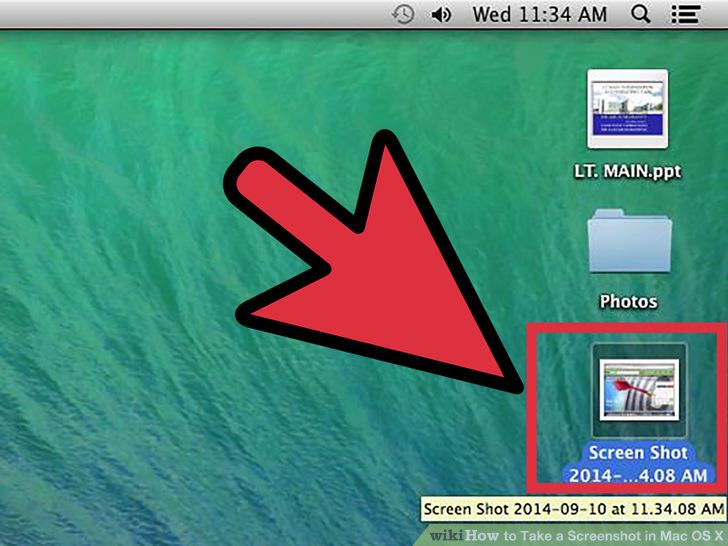 Wed 11:34 AM
LT. MAIN.ppt
Photos
Screen Shot
2014-...4.08 AM
Screen Shot 2014-09-10 at 11.34.08 AM
wikiHow to Take a Screenshot in Mac OS X